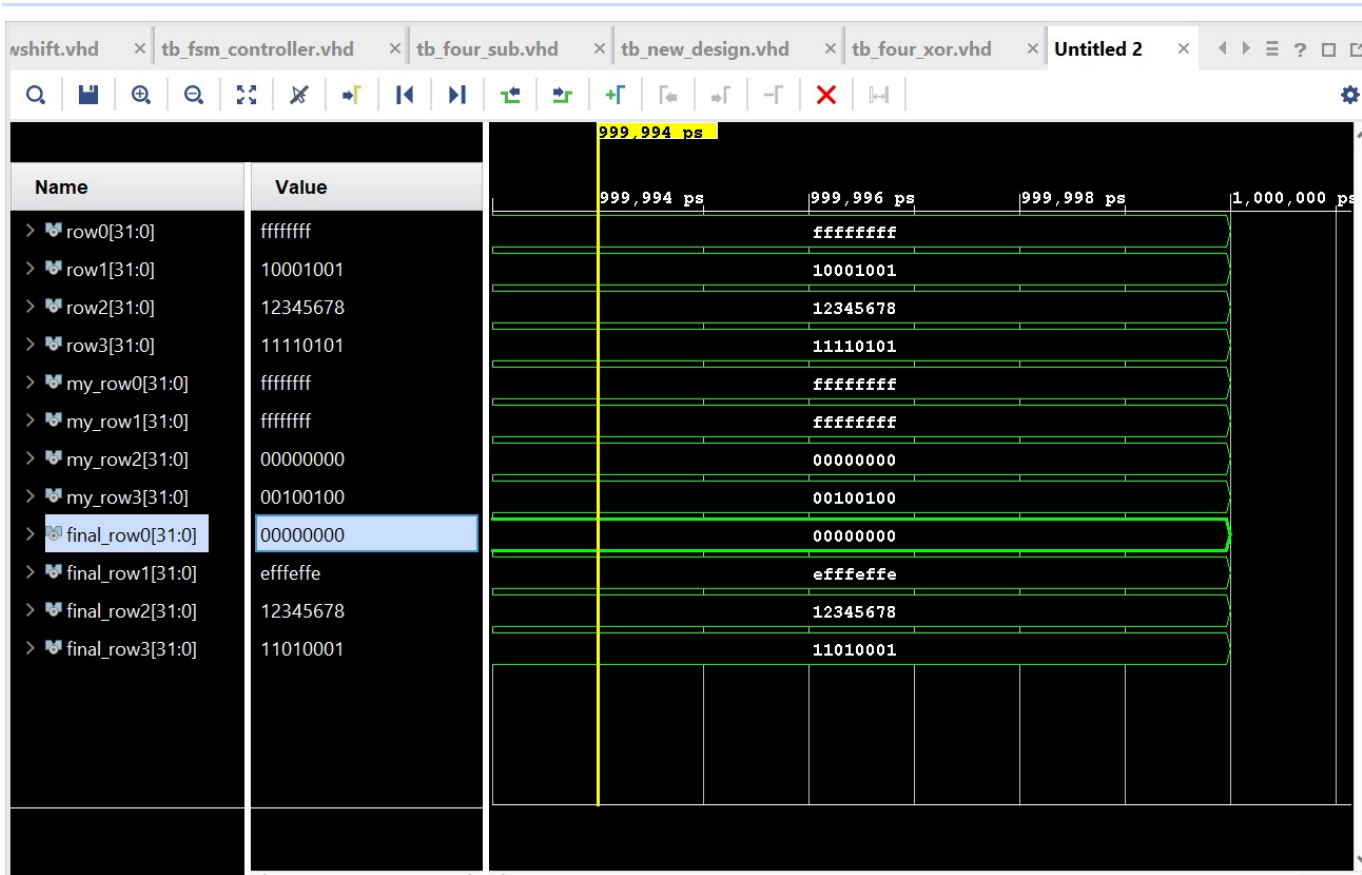 wshift.vhd × tb_fsm_controller.vhd × tb_four_sub.vhd × tb_new_design.vhd × tb_four_xor.vhd × Untitled 2 × ?
999,994 ps
Name Value 999,994 ps 999,996 ps 999,998 ps 1,000,000 ps
row0[31:0] ffffffff ffffffff
row1[31:0] 10001001 10001001
row2[31:0] 12345678 12345678
row3[31:0] 11110101 11110101
my_row0[31:0] ffffffff ffffffff
my_row1[31:0] ffffffff ffffffff
my_row2[31:0] 00000000 00000000
my_row3[31:0] 00100100 00100100
final_row0[31:0] 00000000 00000000
final_row1[31:0] efffeffe efffeffe
final_row2[31:0] 12345678 12345678
final_row3[31:0] 11010001 11010001